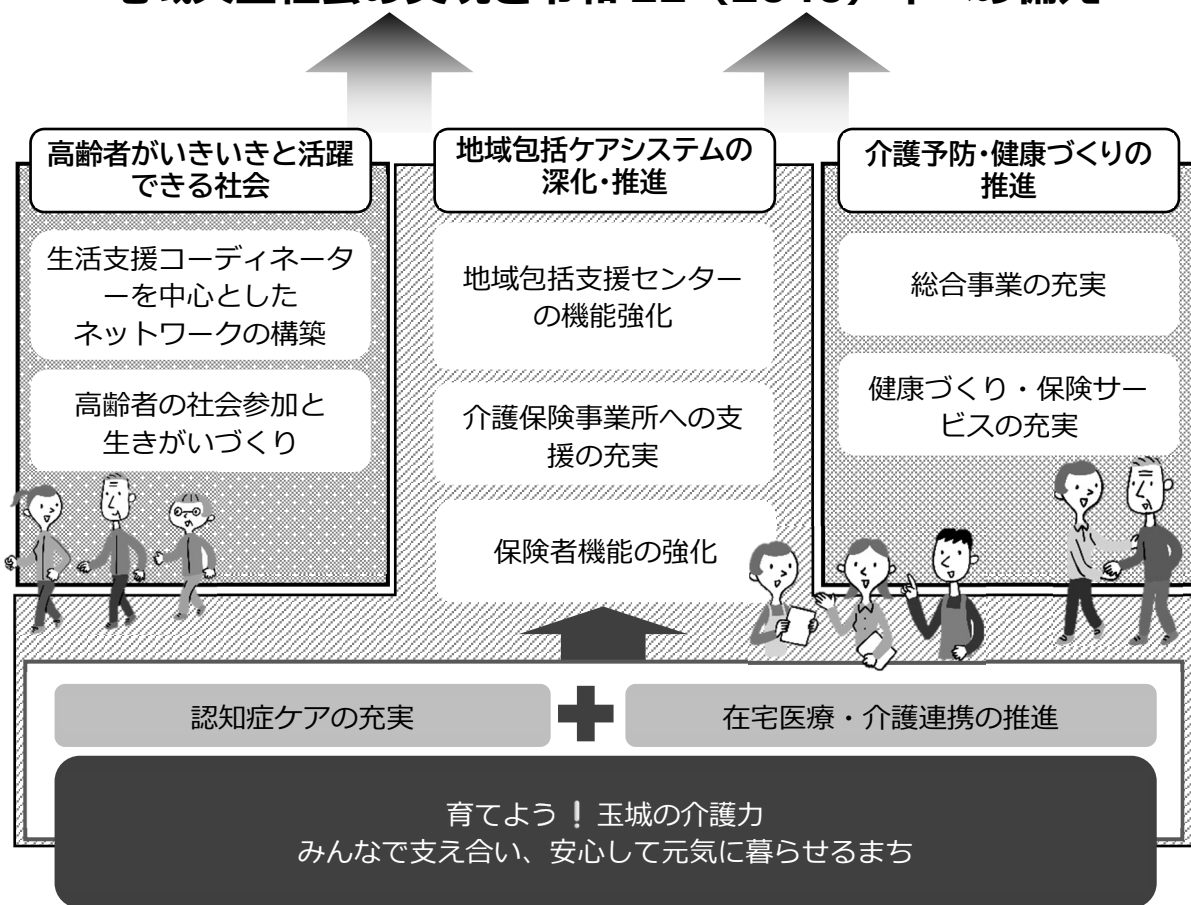 高齢者がいきいきと活躍
できる社会
生活支援コーディネータ
ーを中心とした
ネットワークの構築
高齢者の社会参加と
生きがいづくり
地域包括ケアシステムの
深化・推進
地域包括支援センター
の機能強化
介護保険事業所への支
援の充実
保険者機能の強化
介護予防・健康づくりの
推進
総合事業の充実
健康づくり・保険サー
ビスの充実
認知症ケアの充実
在宅医療・介護連携の推進
育てよう！玉城の介護力
みんなで支え合い、安心して元気に暮らせるまち